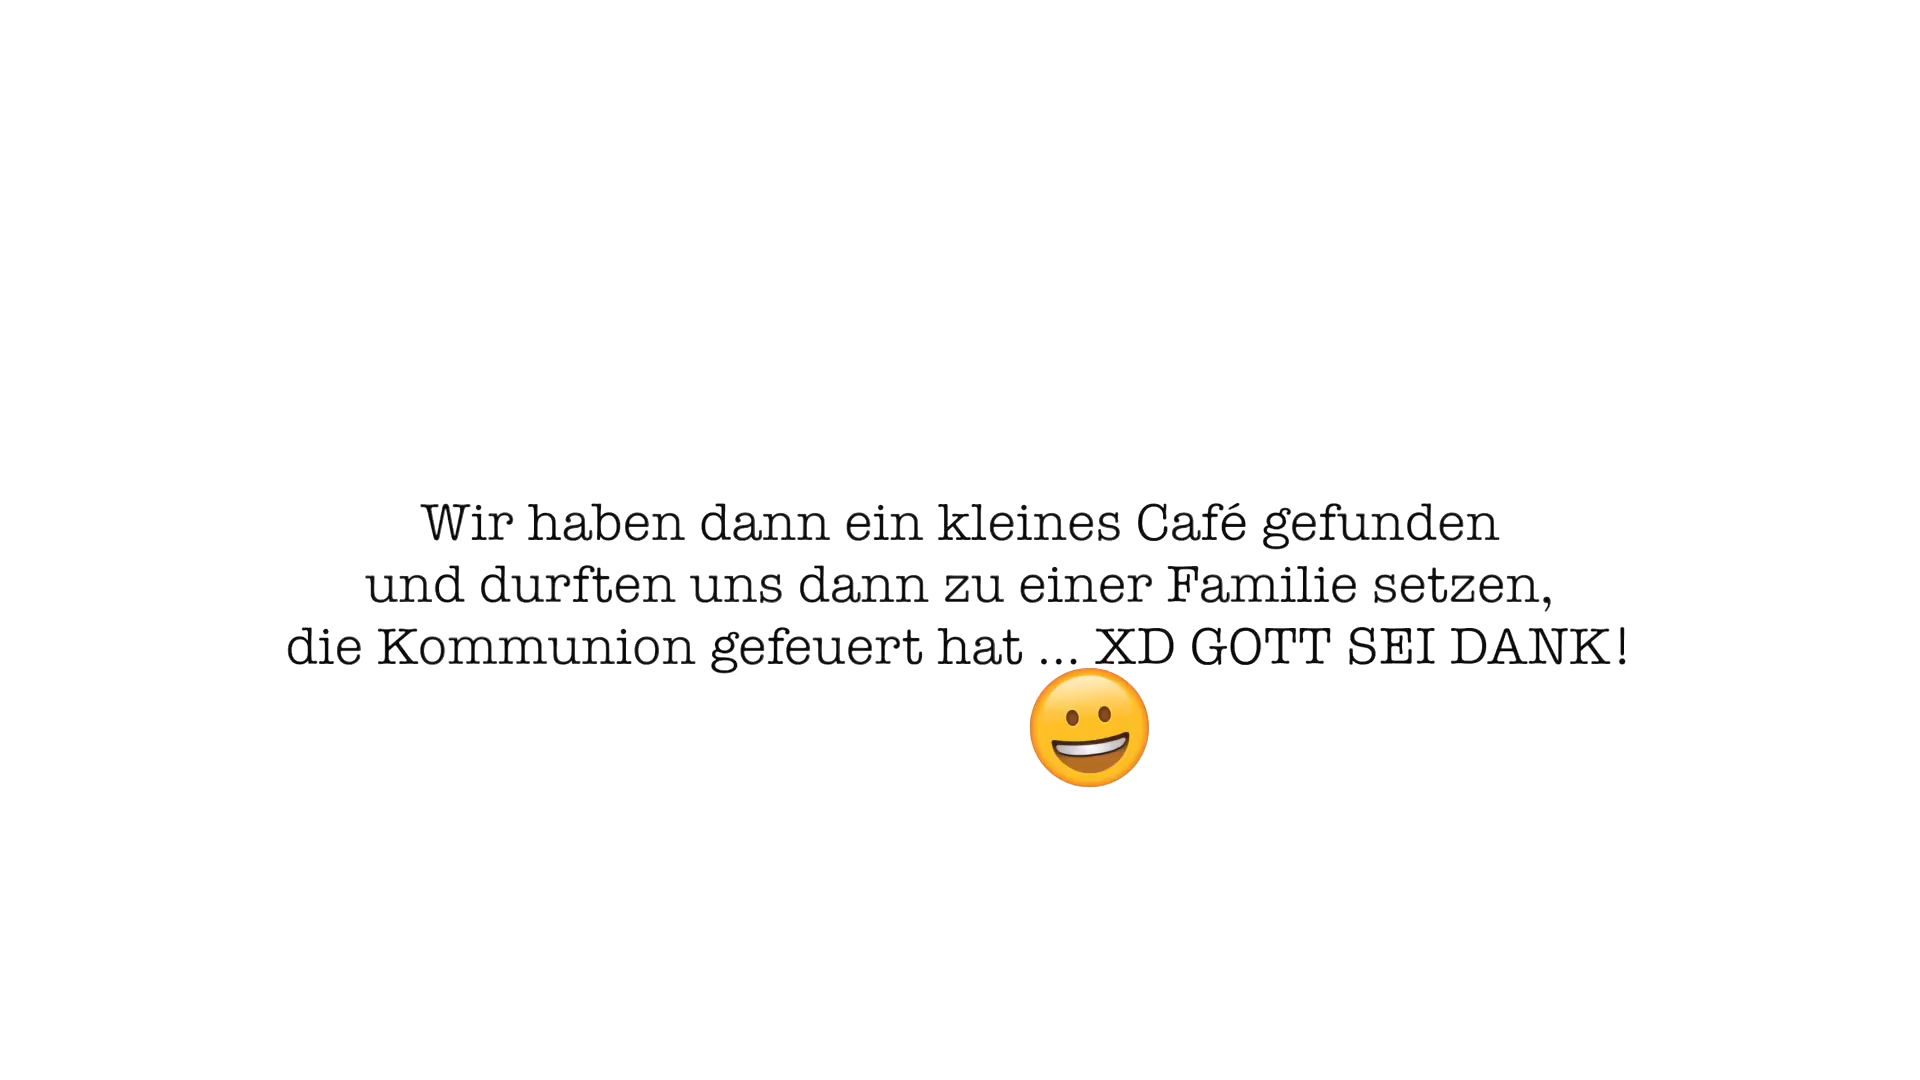 Wir haben dann ein kleines Café gefunden
und durften uns dann zu einer Familie setzen,
die Kommunion gefeuert hat ... XD GOTT SEI DANK!